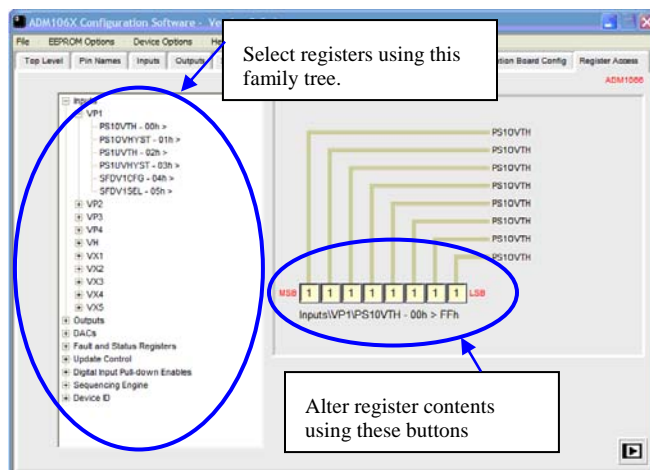 ADM106X Configuration Software - Ve
File EEPROM Options Device Options He
Select registers using this
family tree.
Top Level Pin Names Inputs Outputs
tion Board Config Register Access
ADM1066
Inputs
VP1
PS1OVTH - 00h >
PS1OVHYST - 01h >
PS1UVTH - 02h >
PS1UVHYST - 03h >
SFDV1CFG - 04h >
SFDV1SEL - 05h >
VP2
VP3
VP4
VH
VX1
VX2
VX3
VX4
VX5
Outputs
DACs
Fault and Status Registers
Update Control
Digital Input Pull-down Enables
Sequencing Engine
Device ID
PS1OVTH
PS1OVTH
PS1OVTH
PS1OVTH
PS1OVTH
PS1OVTH
PS1OVTH
PS1OVTH
MSB 1 1 1 1 1 1 1 1 LSB
Inputs\VP1\PS1OVTH - 00h > FFh
Alter register contents
using these buttons